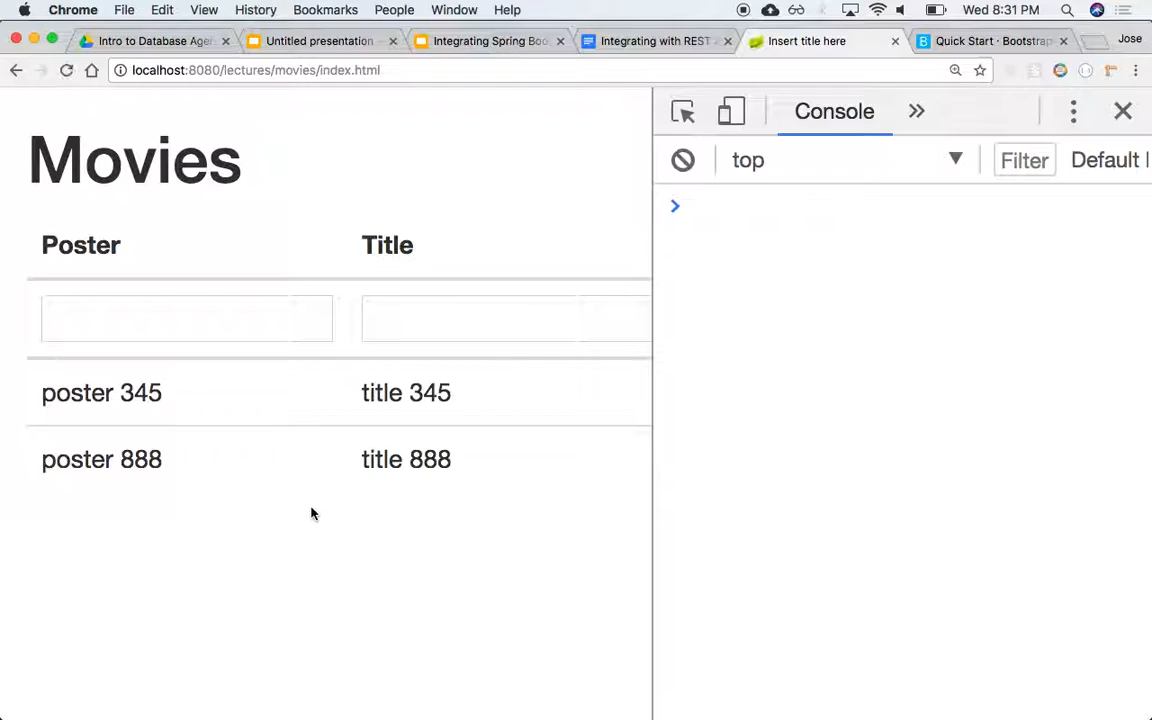 Chrome File Edit View History Bookmarks People Window Help Wed 8:31 PM
Intro to Database Agen Untitled presentation Integrating Spring Boo Integrating with REST Insert title here Quick Start · Bootstrap Jose
localhost:8080/lectures/movies/index.html
Movies
Poster Title
poster 345 title 345
poster 888 title 888
Console
top Filter Default